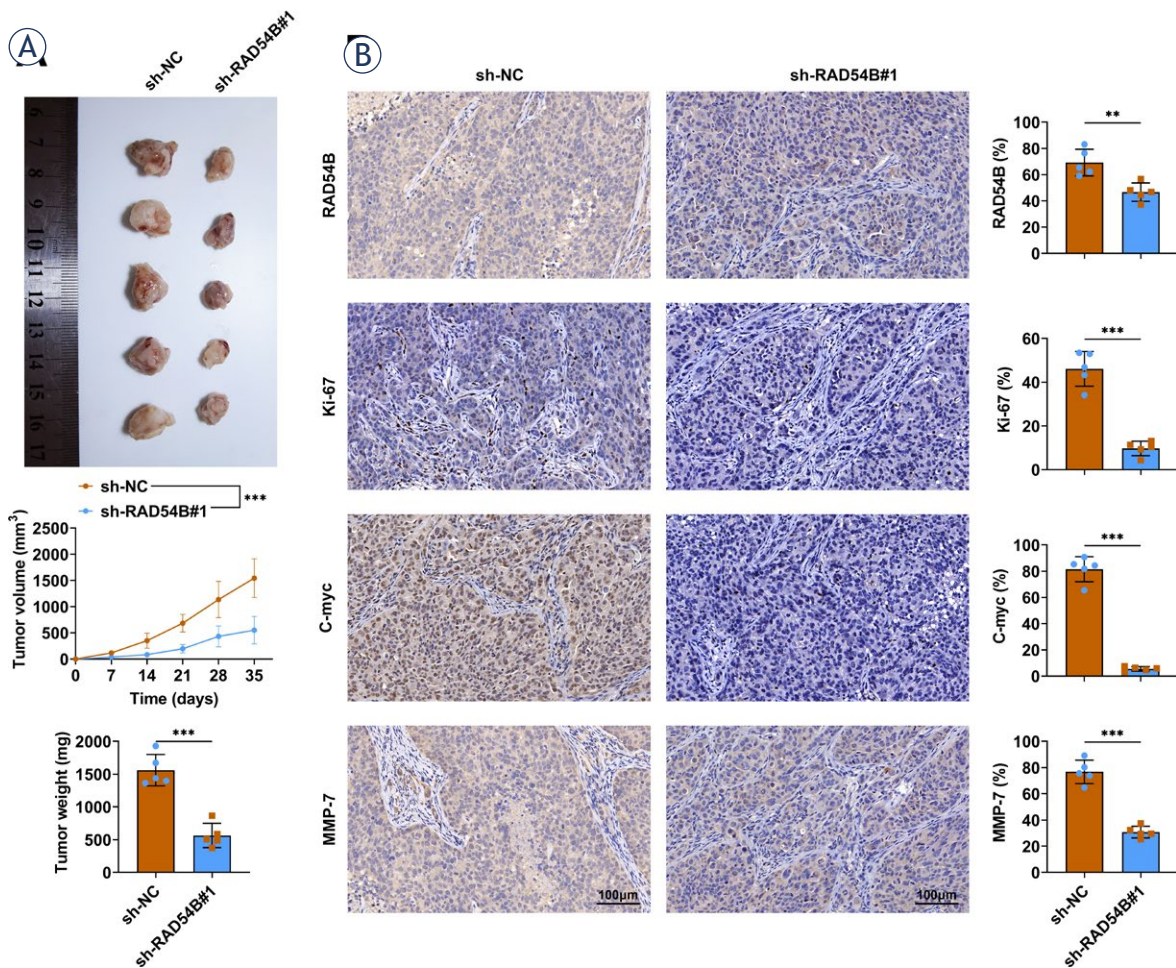 A
sh-NC
sh-RAD54B#1
6
7
8
9
10
11
12
13
14
15
16
17
sh-NC
sh-RAD54B#1
***
Tumor volume (mm³)
2500
2000
1500
1000
500
0
0 7 14 21 28 35
Time (days)
Tumor weight (mg)
2000
1500
1000
500
0
***
sh-NC
sh-RAD54B#1
B
sh-NC
sh-RAD54B#1
RAD54B
RAD54B (%)
100
80
60
40
20
0
**
Ki-67
Ki-67 (%)
60
40
20
0
***
C-myc
C-myc (%)
100
80
60
40
20
0
***
MMP-7
100μm
100μm
MMP-7 (%)
100
80
60
40
20
0
***
sh-NC
sh-RAD54B#1